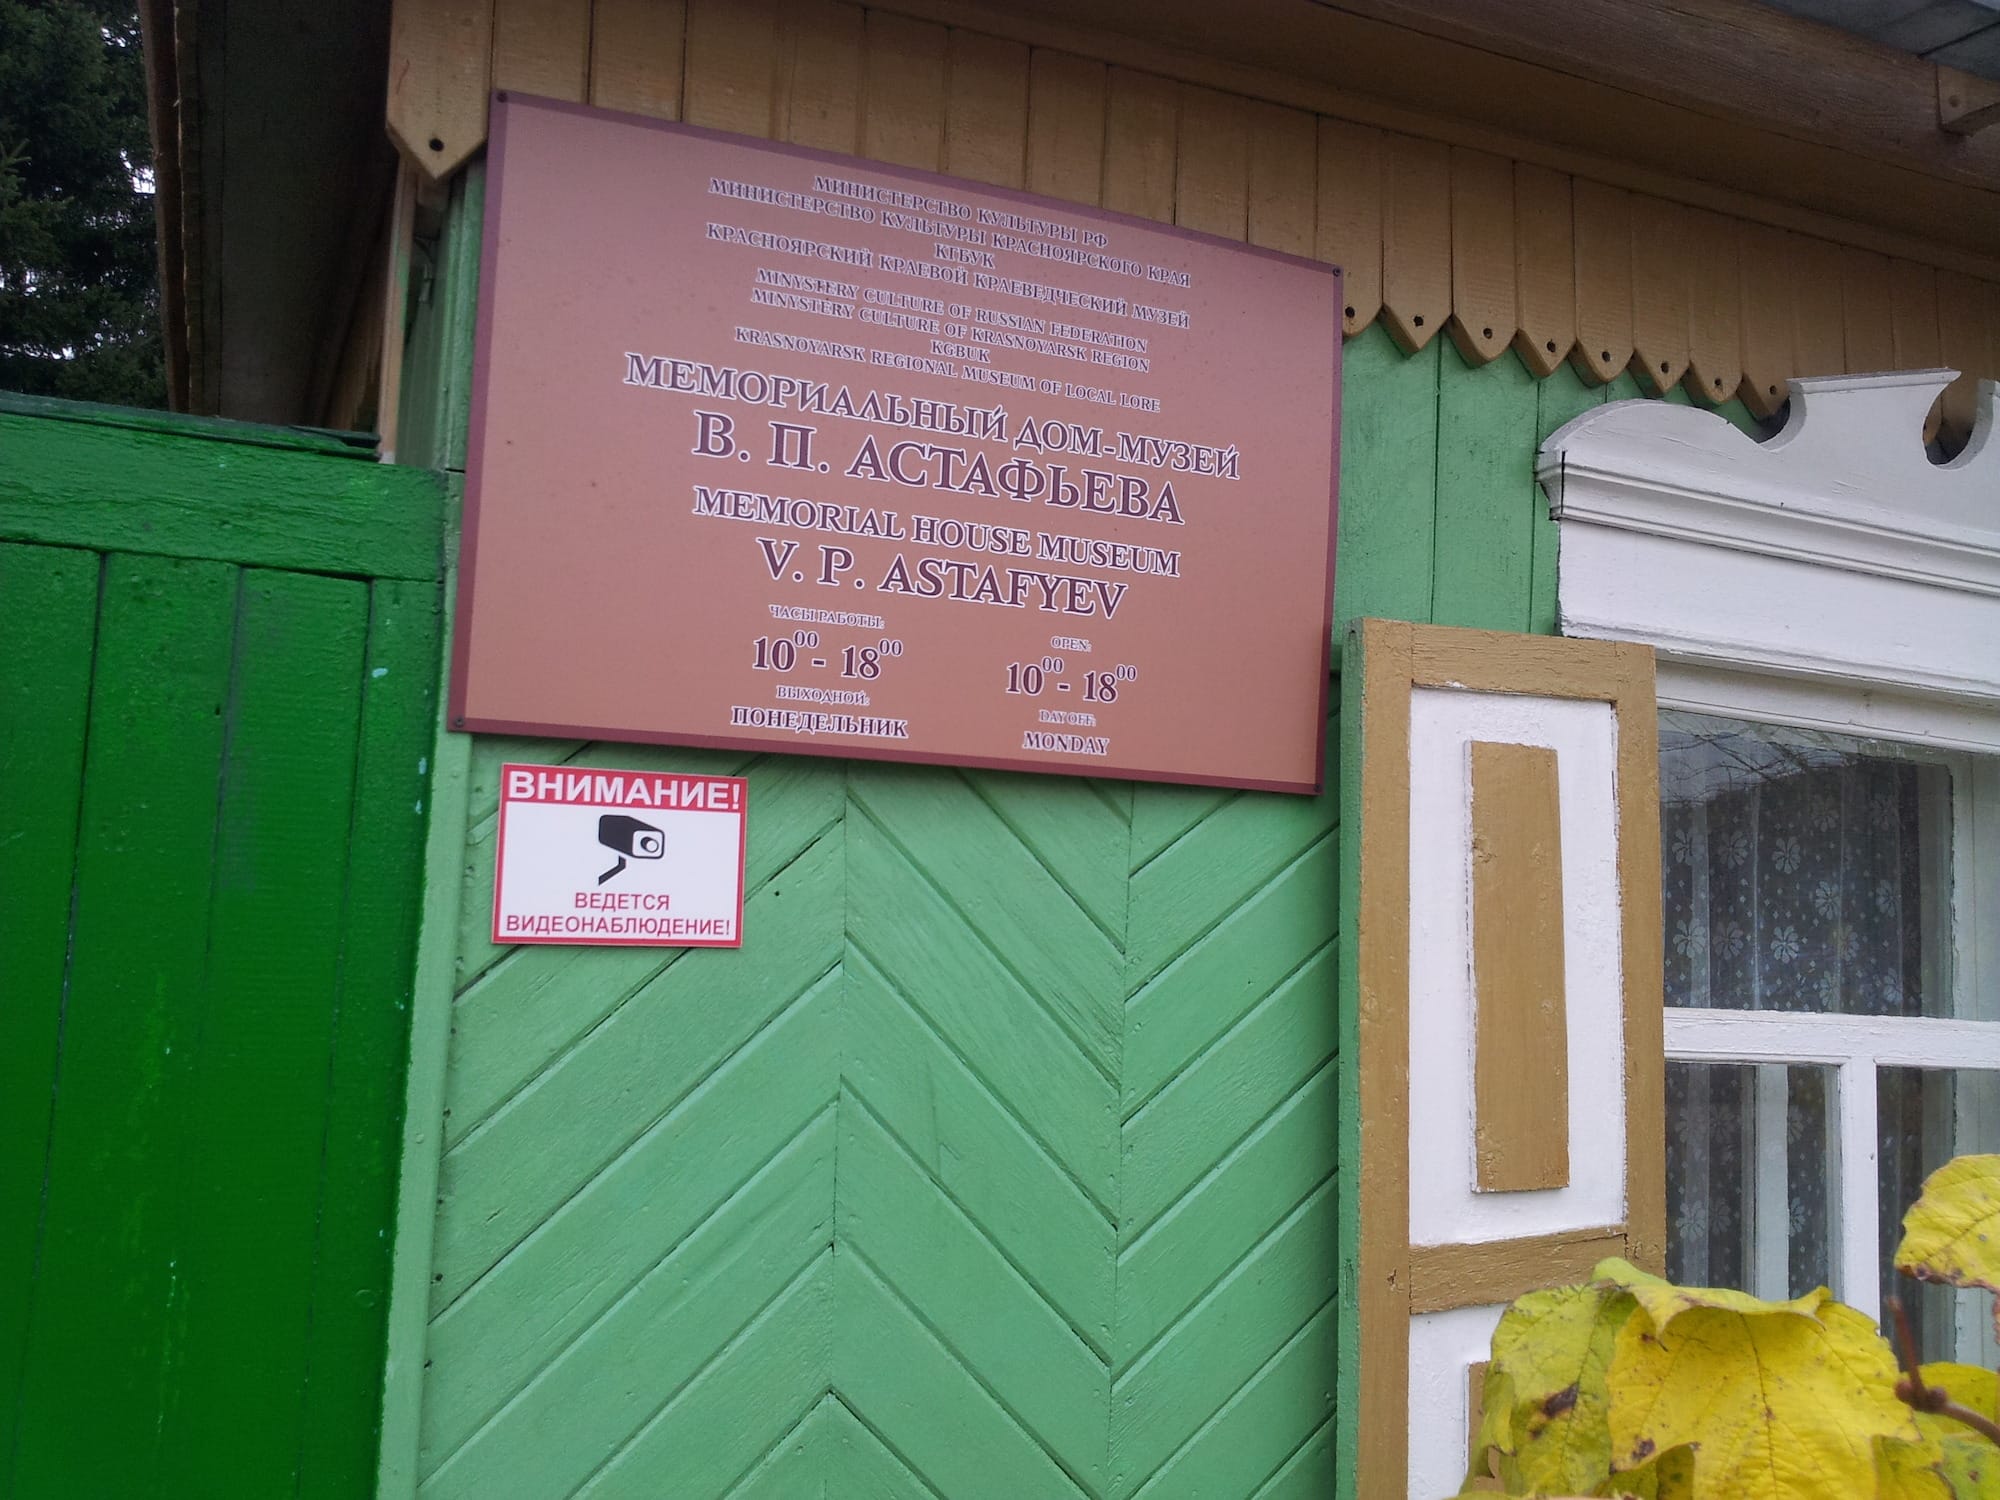 МИНИСТЕРСТВО КУЛЬТУРЫ РФ
МИНИСТЕРСТВО КУЛЬТУРЫ КРАСНОЯРСКОГО КРАЯ
КГБУК
КРАСНОЯРСКИЙ КРАЕВОЙ КРАЕВЕДЧЕСКИЙ МУЗЕЙ
MINYSTERY CULTURE OF RUSSIAN FEDERATION
MINYSTERY CULTURE OF KRASNOYARSK REGION
KGBUK
KRASNOYARSK REGIONAL MUSEUM OF LOCAL LORE
МЕМОРИАЛЬНЫЙ ДОМ-МУЗЕЙ
В. П. АСТАФЬЕВА
MEMORIAL HOUSE MUSEUM
V. P. ASTAFYEV
ЧАСЫ РАБОТЫ:
10⁰⁰ - 18⁰⁰
ВЫХОДНОЙ:
ПОНЕДЕЛЬНИК
OPEN:
10⁰⁰ - 18⁰⁰
DAY OFF:
MONDAY
ВНИМАНИЕ!
ВЕДЕТСЯ
ВИДЕОНАБЛЮДЕНИЕ!